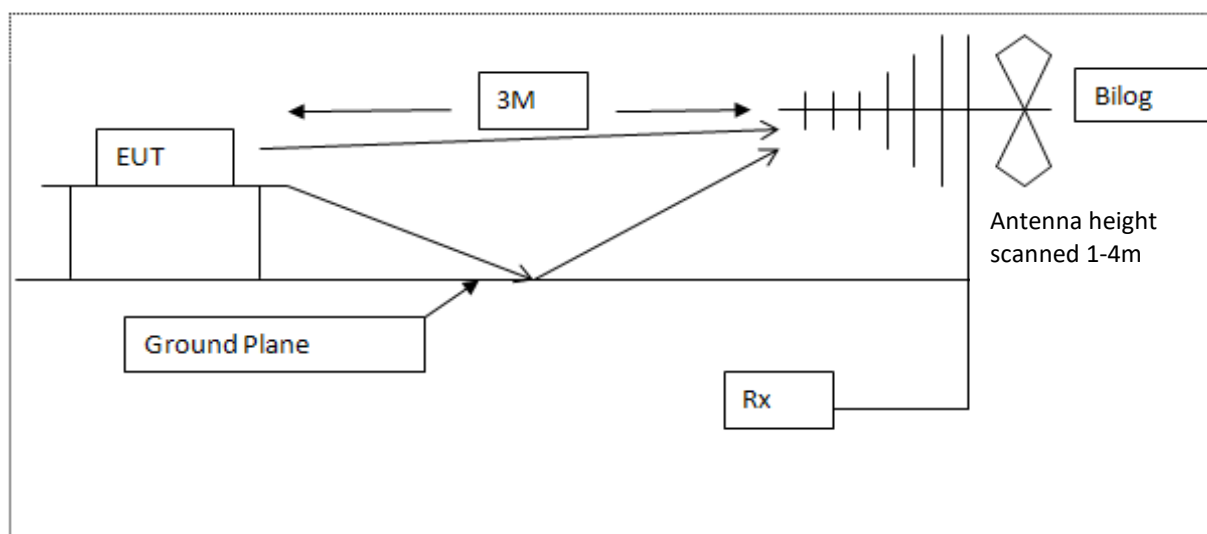 3M
Bilog
EUT
Antenna height
scanned 1-4m
Ground Plane
Rx